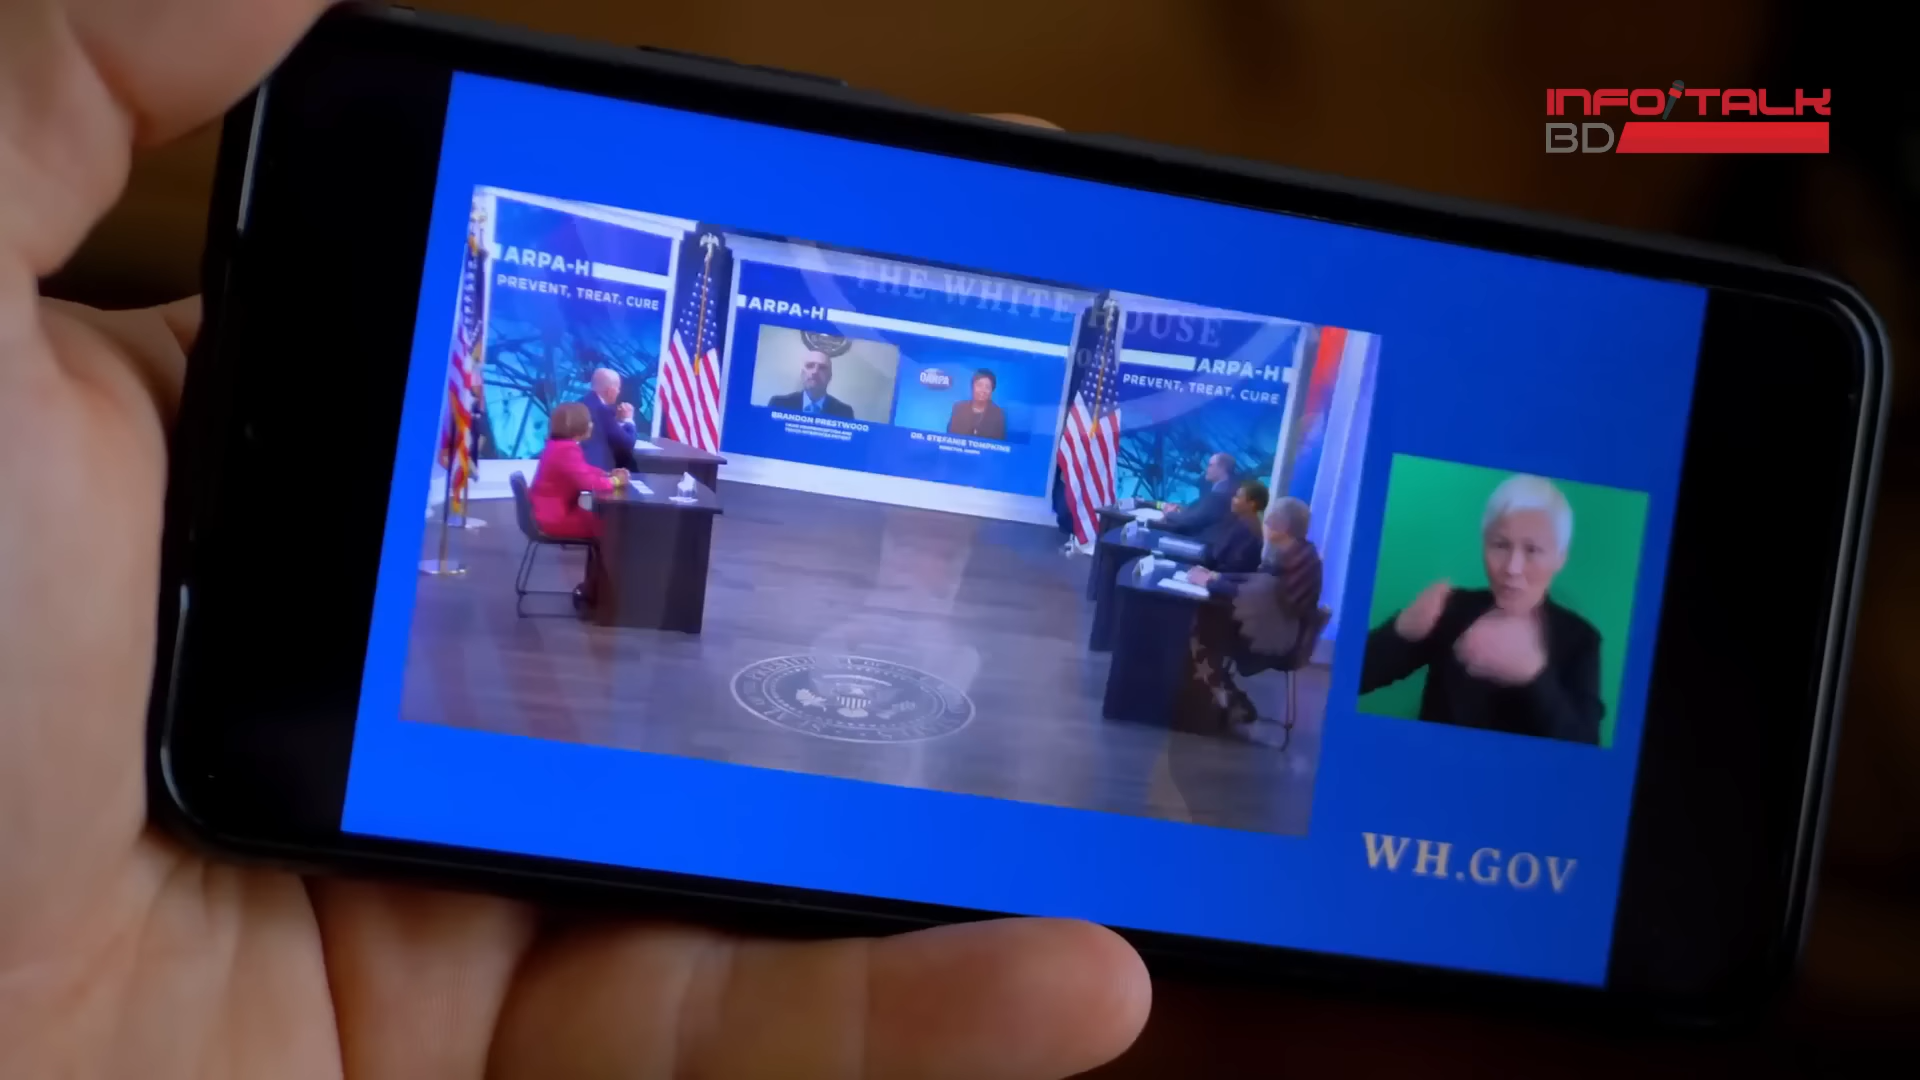 INFO TALK
BD
ARPA-H
PREVENT, TREAT, CURE
THE WHITE HOUSE
ARPA-H
BRANDON PRESTWOOD
DARPA
DR. STEFANIE TOMPKINS
ARPA-H
PREVENT, TREAT, CURE
WH.GOV